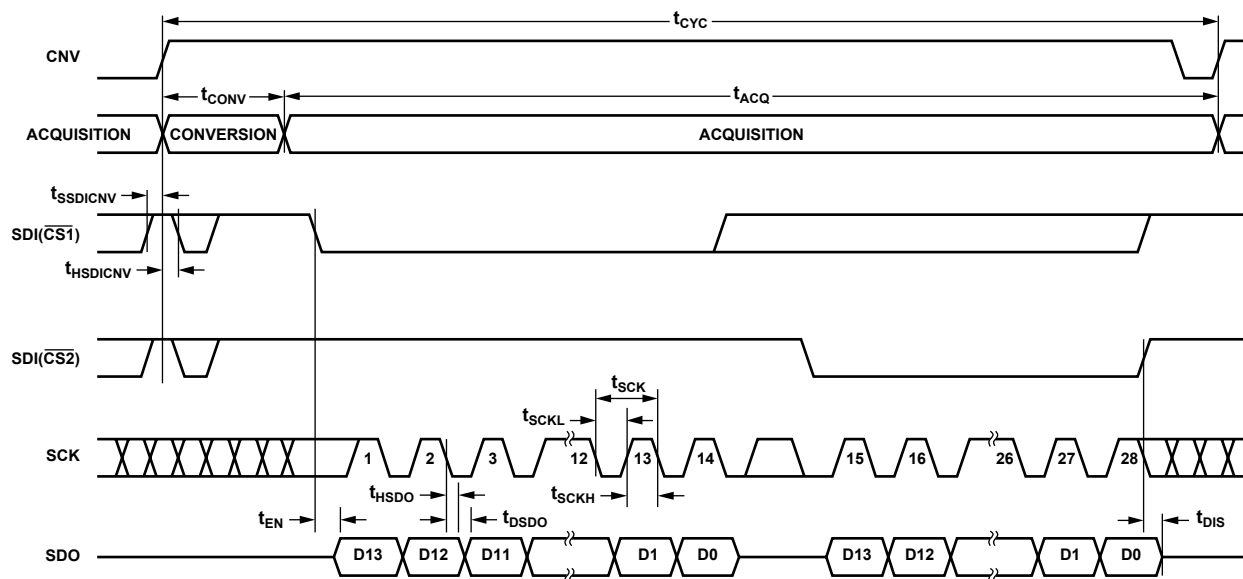 tCYC
CNV
tCONV
tACQ
ACQUISITION
CONVERSION
ACQUISITION
tSSDICNV
SDI(CS1)
tHSDICNV
SDI(CS2)
tSCK
tSCKL
SCK
1 2 3 12 13 14 15 16 26 27 28
tHSDO
tSCKH
tEN
tDSDO
tDIS
SDO
D13 D12 D11 D1 D0 D13 D12 D1 D0